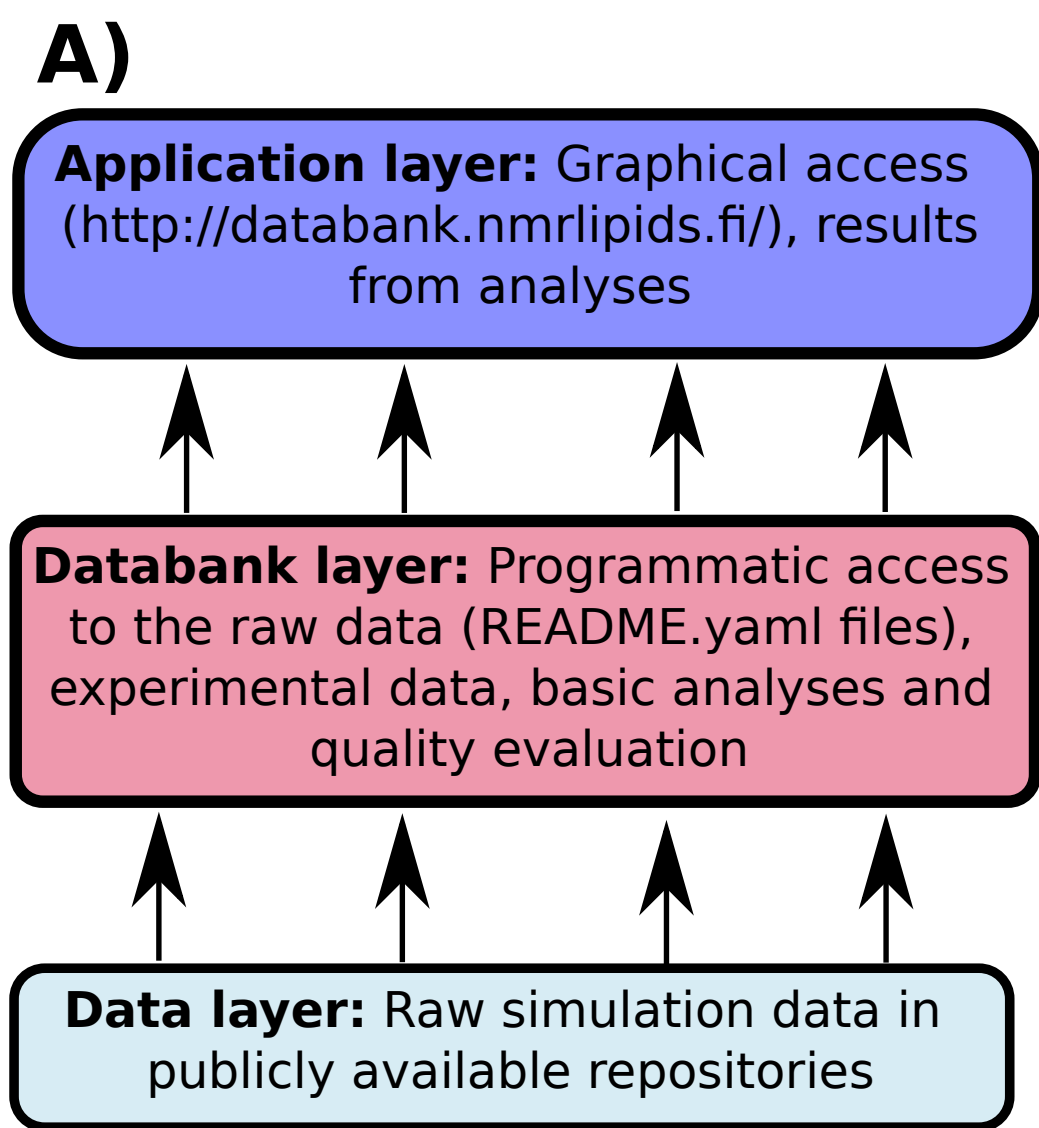 A)
Application layer: Graphical access
(http://databank.nmrlipids.fi/), results
from analyses
Databank layer: Programmatic access
to the raw data (README.yaml files),
experimental data, basic analyses and
quality evaluation
Data layer: Raw simulation data in
publicly available repositories